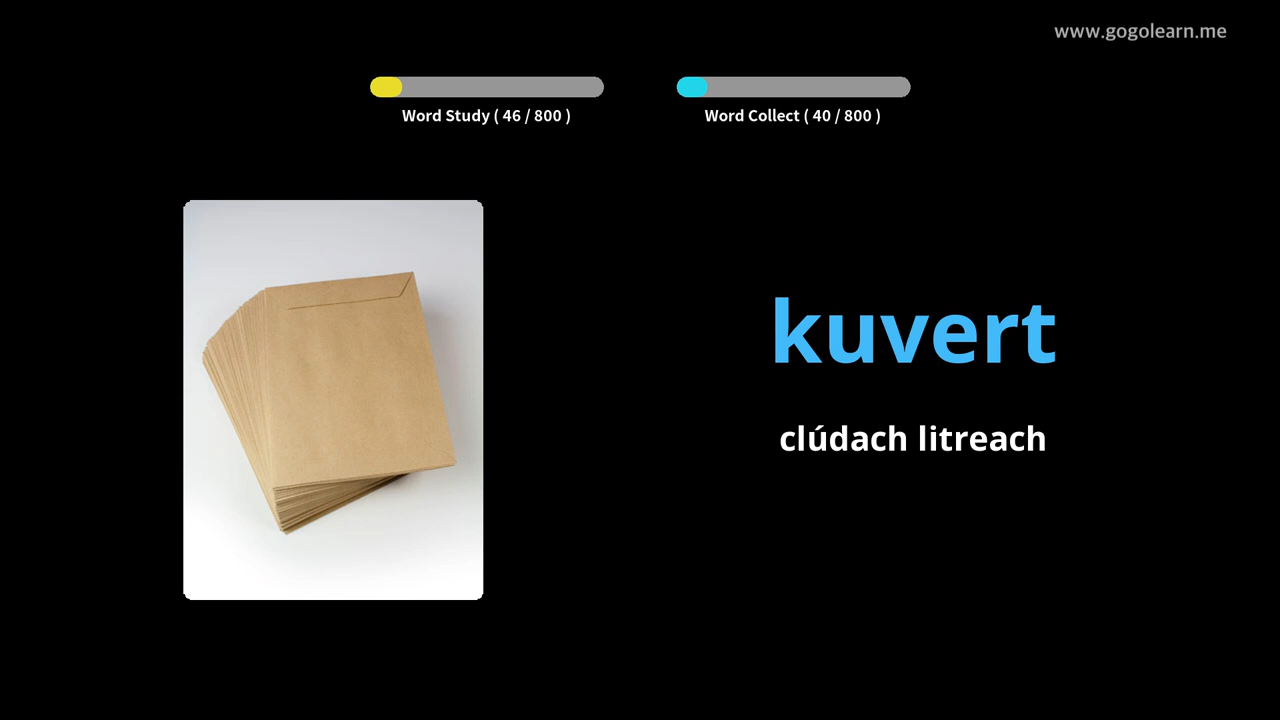 www.gogolearn.me
Word Study ( 46 / 800 )
Word Collect ( 40 / 800 )
kuvert
clúdach litreach